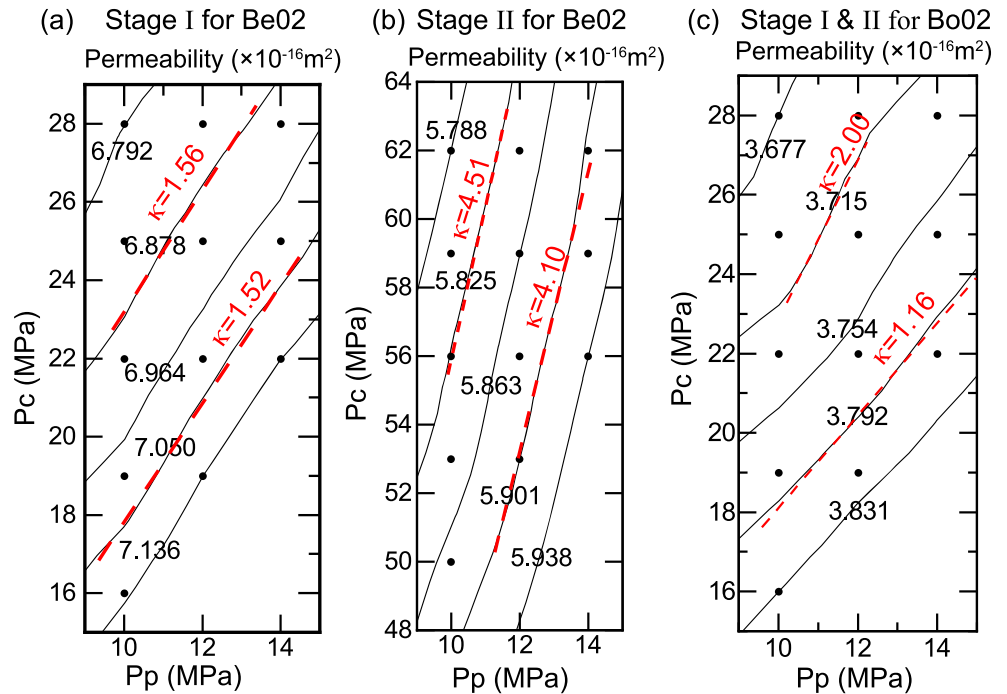 (a) Stage I for Be02
Permeability (×10⁻¹⁶m²)
28
26
24
22
20
18
16
10 12 14
Pc (MPa)
Pp (MPa)
6.792
κ=1.56
6.878
κ=1.52
6.964
7.050
7.136
(b) Stage II for Be02
Permeability (×10⁻¹⁶m²)
64
62
60
58
56
54
52
50
48
10 12 14
Pc (MPa)
Pp (MPa)
5.788
κ=4.51
5.825
κ=4.10
5.863
5.901
5.938
(c) Stage I & II for Bo02
Permeability (×10⁻¹⁶m²)
28
26
24
22
20
18
16
10 12 14
Pc (MPa)
Pp (MPa)
3.677
κ=2.00
3.715
3.754
κ=1.16
3.792
3.831